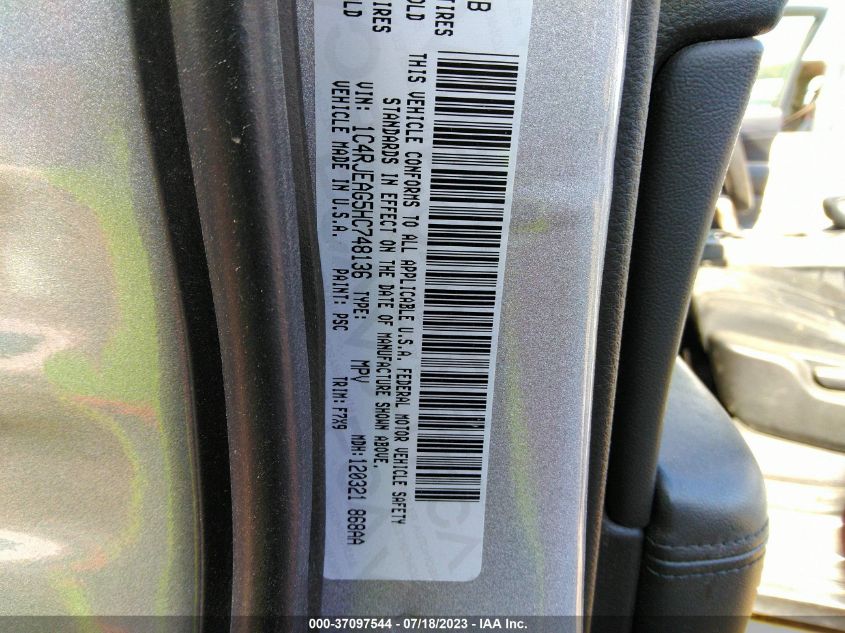 B
TIRES
OLD
TIRES
OLD
THIS VEHICLE CONFORMS TO ALL APPLICABLE U.S.A. FEDERAL MOTOR VEHICLE SAFETY
STANDARDS IN EFFECT ON THE DATE OF MANUFACTURE SHOWN ABOVE.
VIN: 1C4RJEAG5HC748136 TYPE: MPV MDH:120321 868AA
VEHICLE MADE IN U.S.A. PAINT: PSC TRIM:F7X9
000-37097544 - 07/18/2023 - IAA Inc.